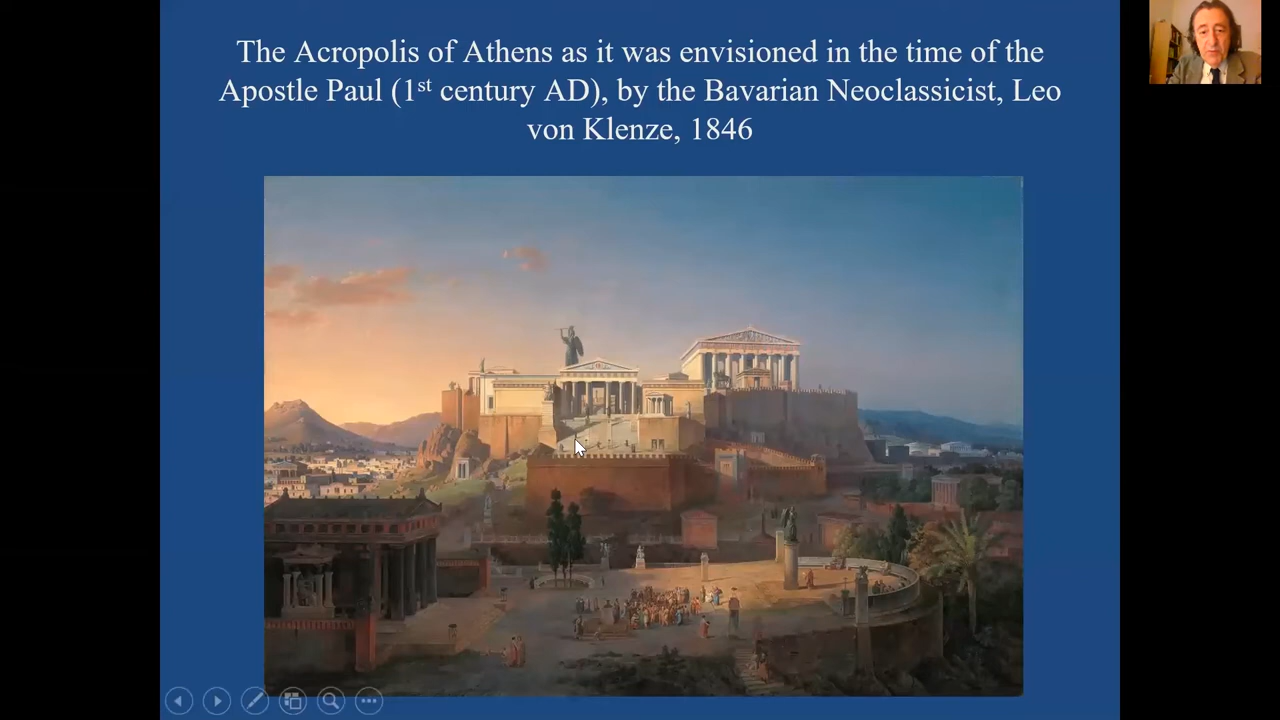 The Acropolis of Athens as it was envisioned in the time of the
Apostle Paul (1st century AD), by the Bavarian Neoclassicist, Leo
von Klenze, 1846